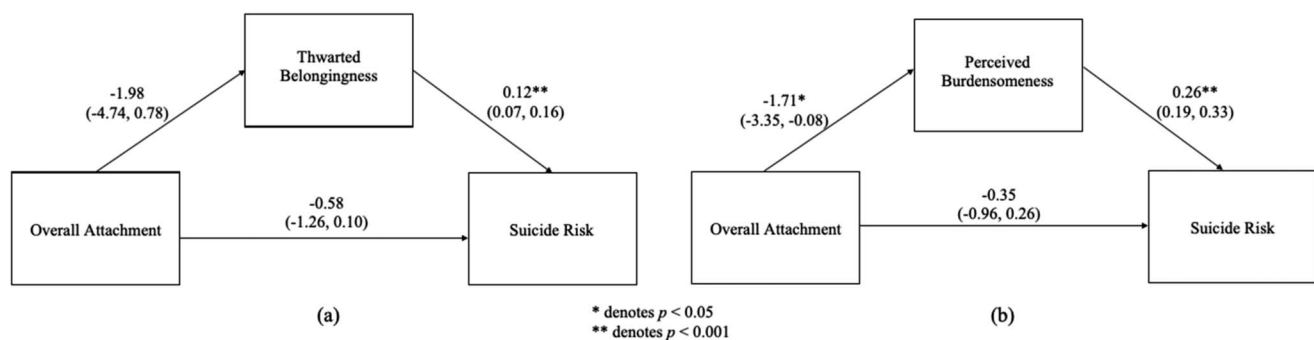 Thwarted
Belongingness
-1.98
(-4.74, 0.78)
0.12**
(0.07, 0.16)
Overall Attachment
-0.58
(-1.26, 0.10)
Suicide Risk
(a)
Perceived
Burdensomeness
-1.71*
(-3.35, -0.08)
0.26**
(0.19, 0.33)
Overall Attachment
-0.35
(-0.96, 0.26)
Suicide Risk
(b)
* denotes p < 0.05
** denotes p < 0.001